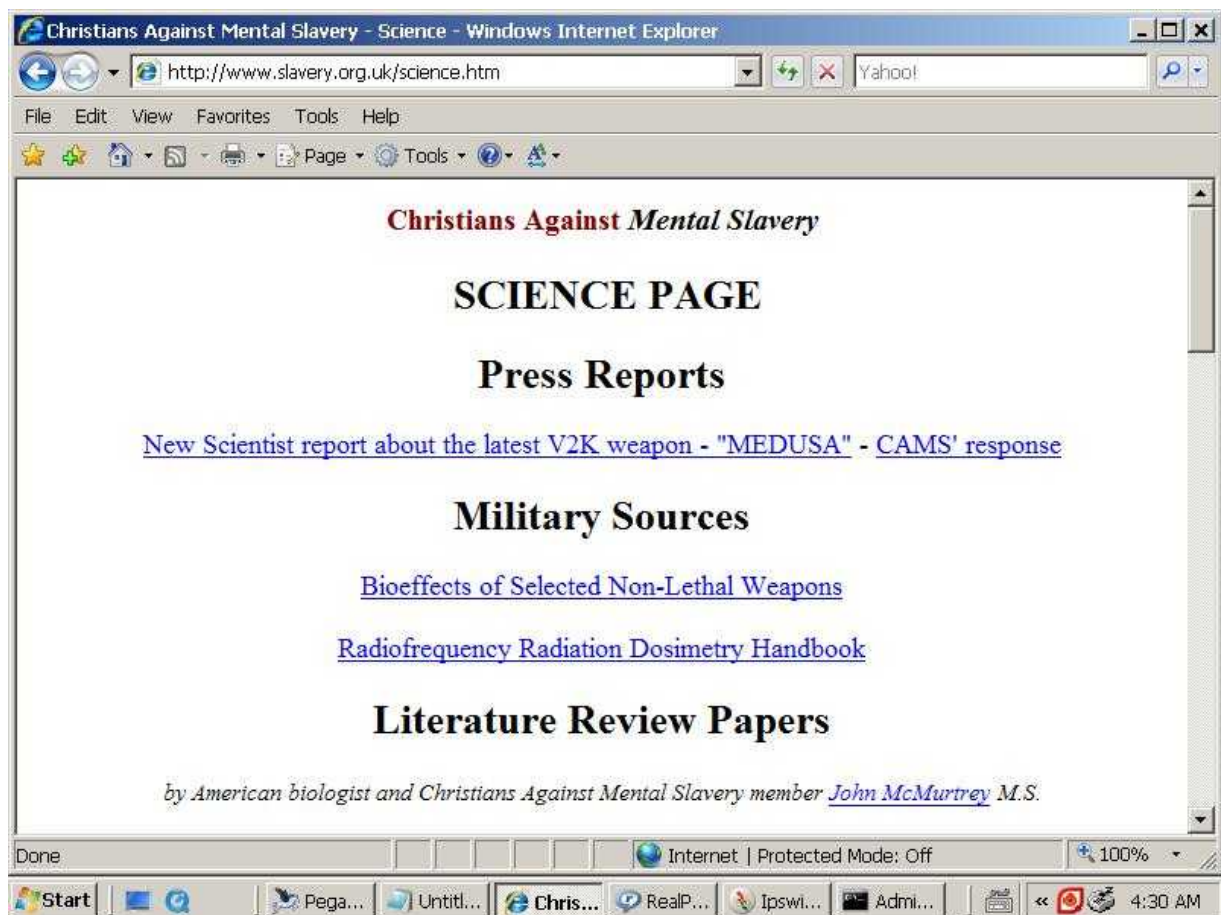 Christians Against Mental Slavery - Science - Windows Internet Explorer
http://www.slavery.org.uk/science.htm
Yahoo!
File Edit View Favorites Tools Help
Page Tools
Christians Against Mental Slavery
SCIENCE PAGE
Press Reports
New Scientist report about the latest V2K weapon - "MEDUSA" - CAMS' response
Military Sources
Bioeffects of Selected Non-Lethal Weapons
Radiofrequency Radiation Dosimetry Handbook
Literature Review Papers
by American biologist and Christians Against Mental Slavery member John McMurtrey M.S.
Done Internet | Protected Mode: Off 100%
Start Pega... Untitl... Chris... RealP... Ipswi... Admi... « 4:30 AM